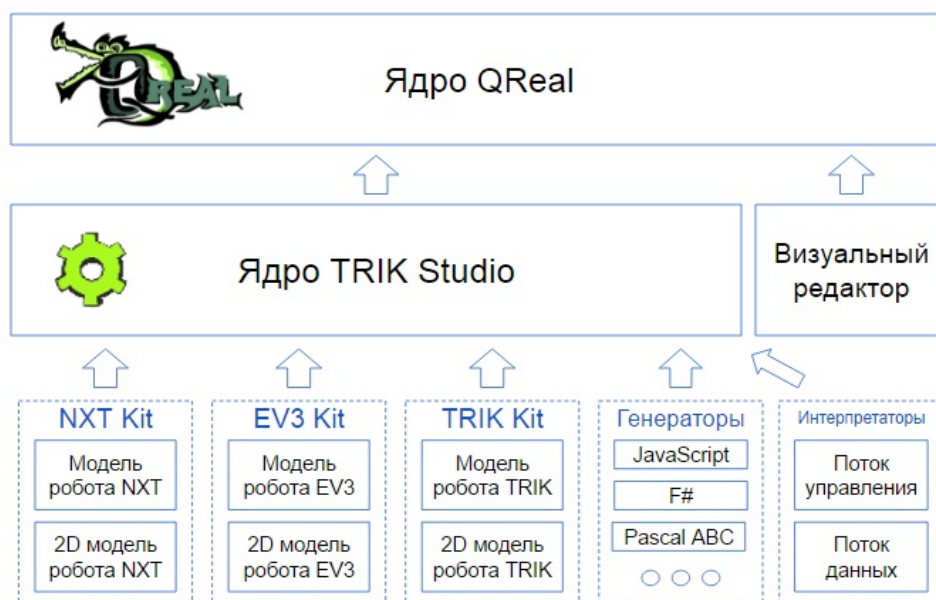 QREAL
Ядро QReal
Ядро TRIK Studio
Визуальный
редактор
NXT Kit
Модель
робота NXT
2D модель
робота NXT
EV3 Kit
Модель
робота EV3
2D модель
робота EV3
TRIK Kit
Модель
робота TRIK
2D модель
робота TRIK
Генераторы
JavaScript
F#
Pascal ABC
Интерпретаторы
Поток
управления
Поток
данных